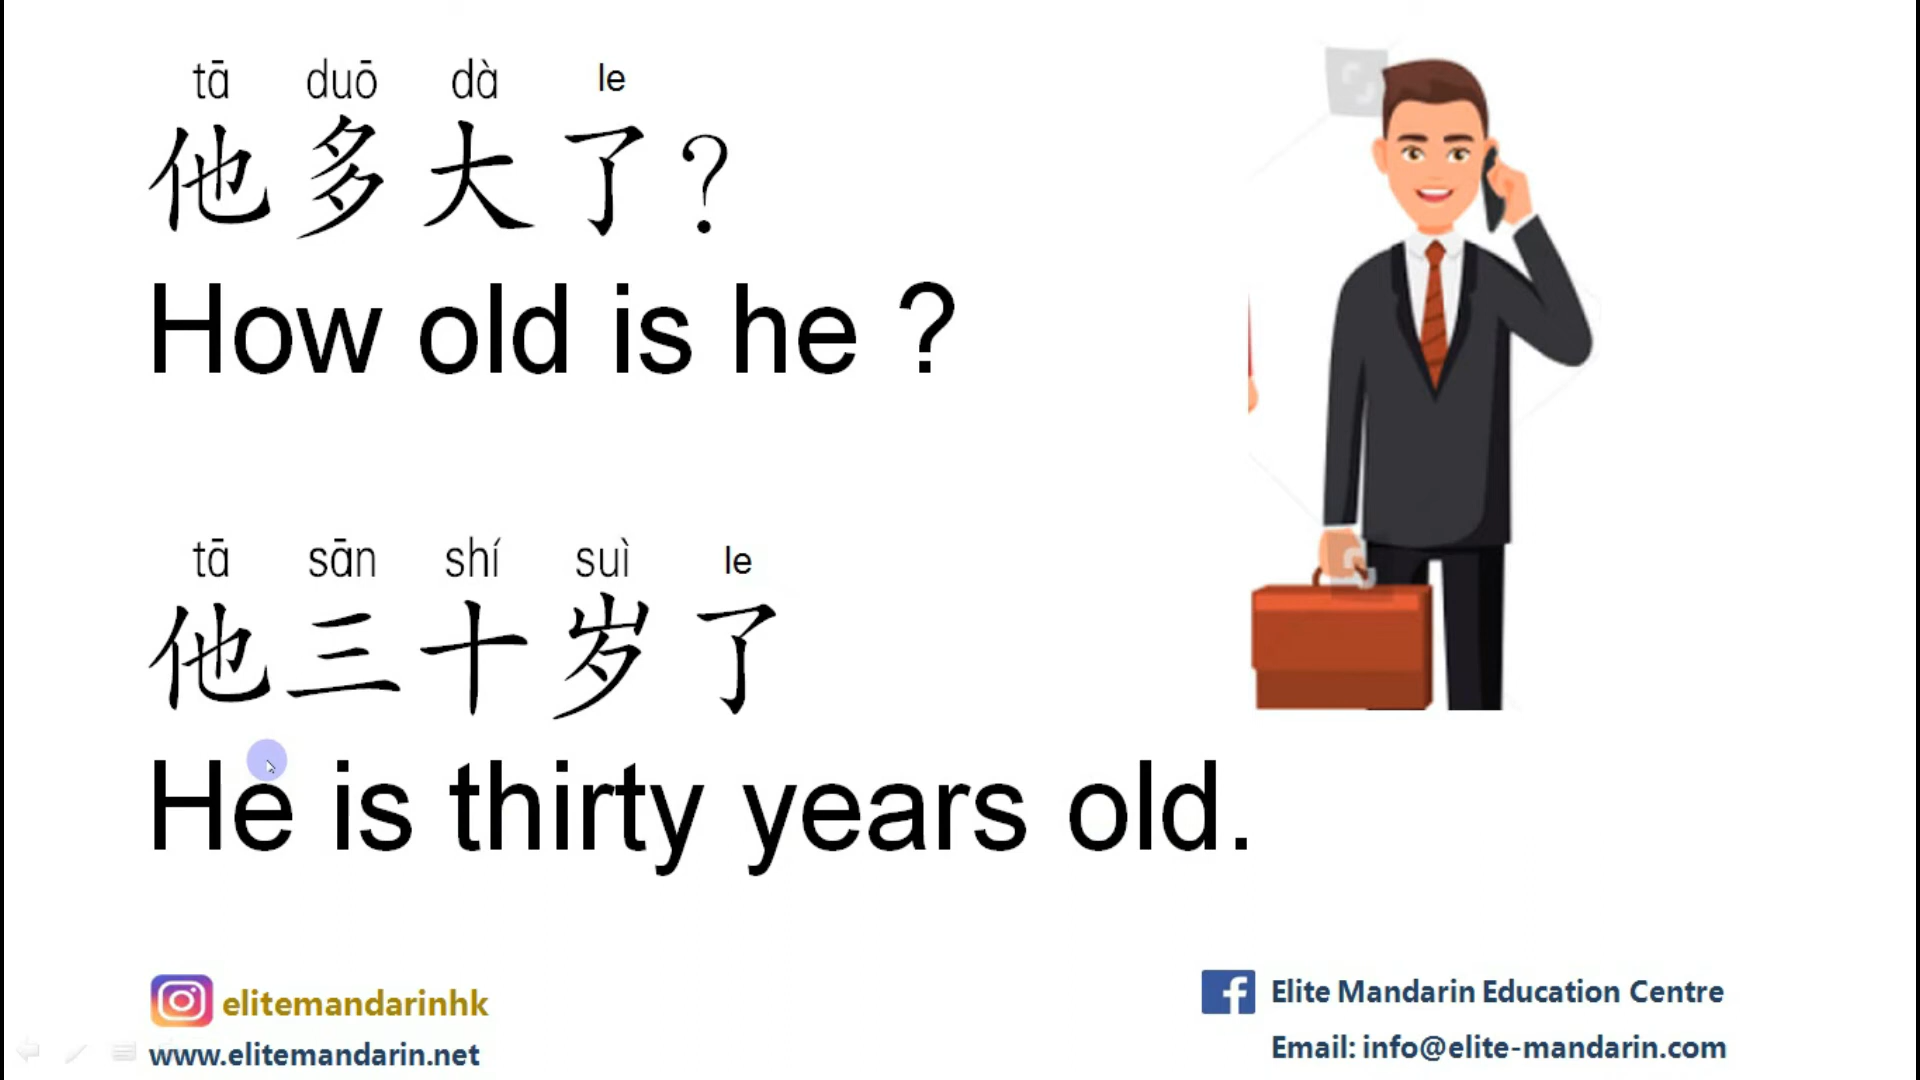 tā duō dà le
他多大了？
How old is he ?
tā sān shí suì le
他三十岁了
He is thirty years old.
elitemandarinhk
www.elitemandarin.net
Elite Mandarin Education Centre
Email: info@elite-mandarin.com